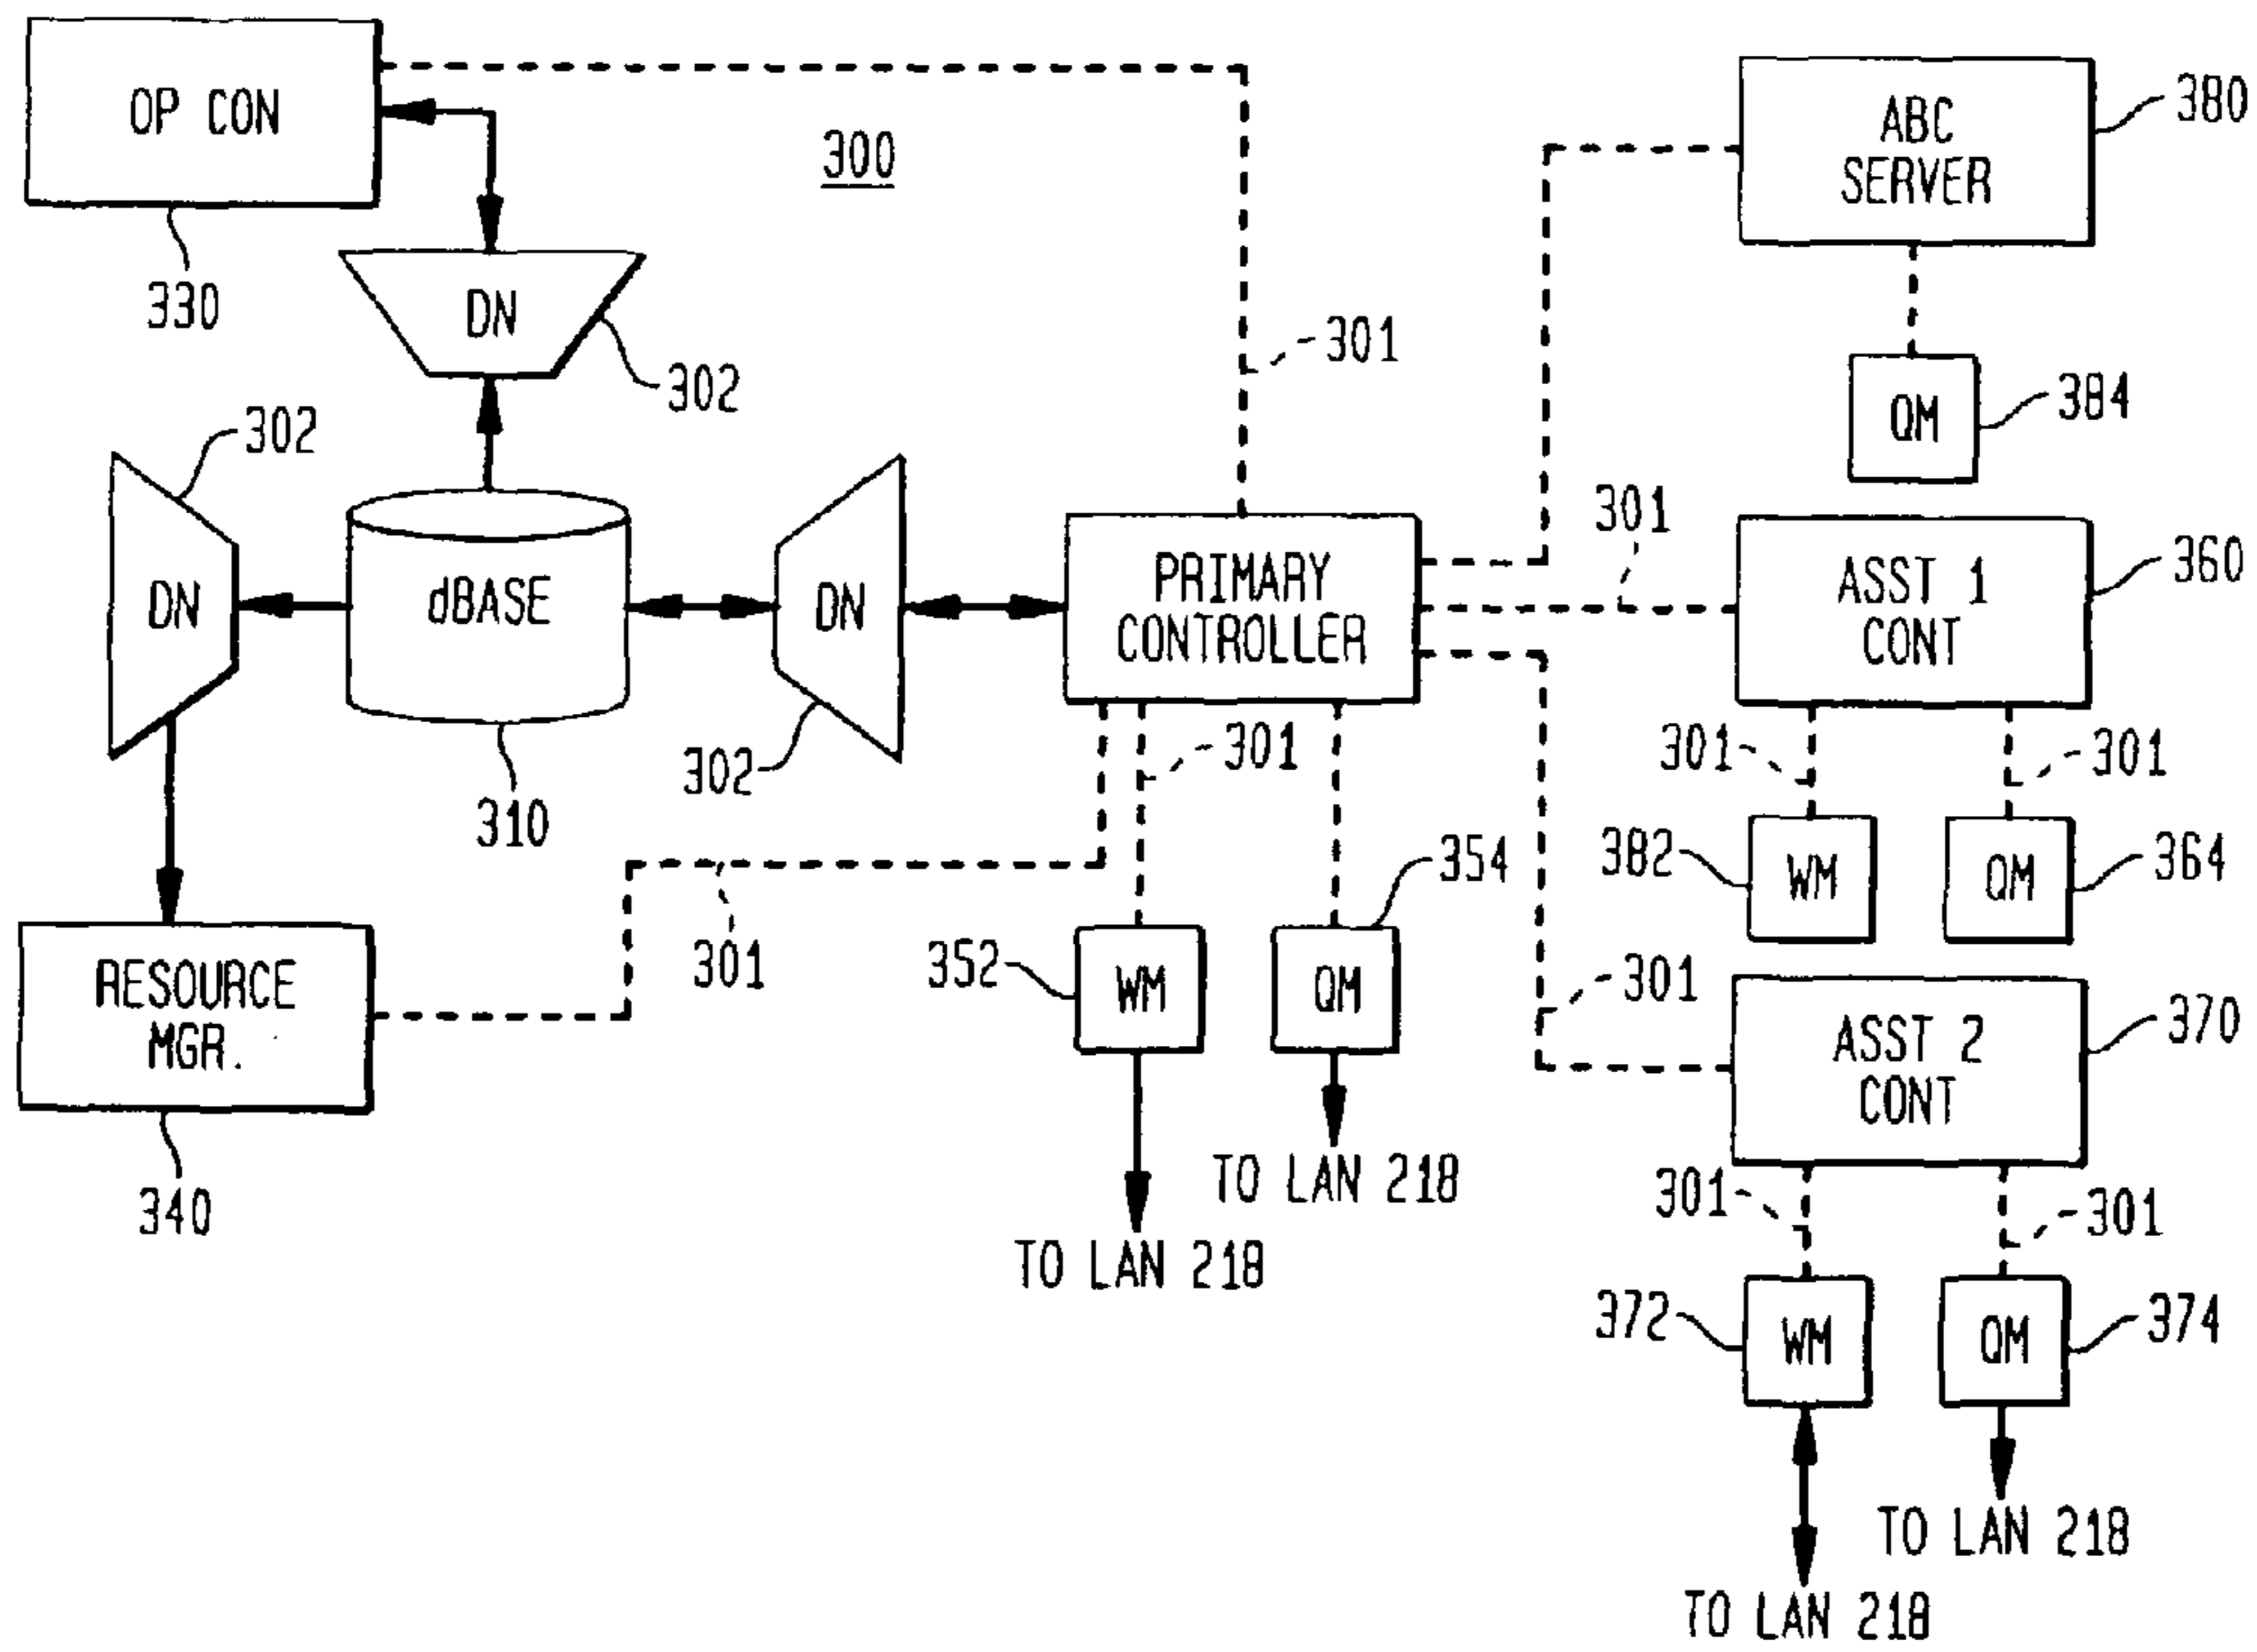 OP CON
330
300
ABC
SERVER
380
DN
302
301
QM
384
302
DN
dBASE
310
DN
302
PRIMARY
CONTROLLER
301
ASST 1
CONT
360
301
301
301
382
WM
QM
364
RESOURCE
MGR.
340
301
352
WM
354
QM
301
ASST 2
CONT
370
TO LAN 218
TO LAN 218
301
301
372
WM
QM
374
TO LAN 218
TO LAN 218